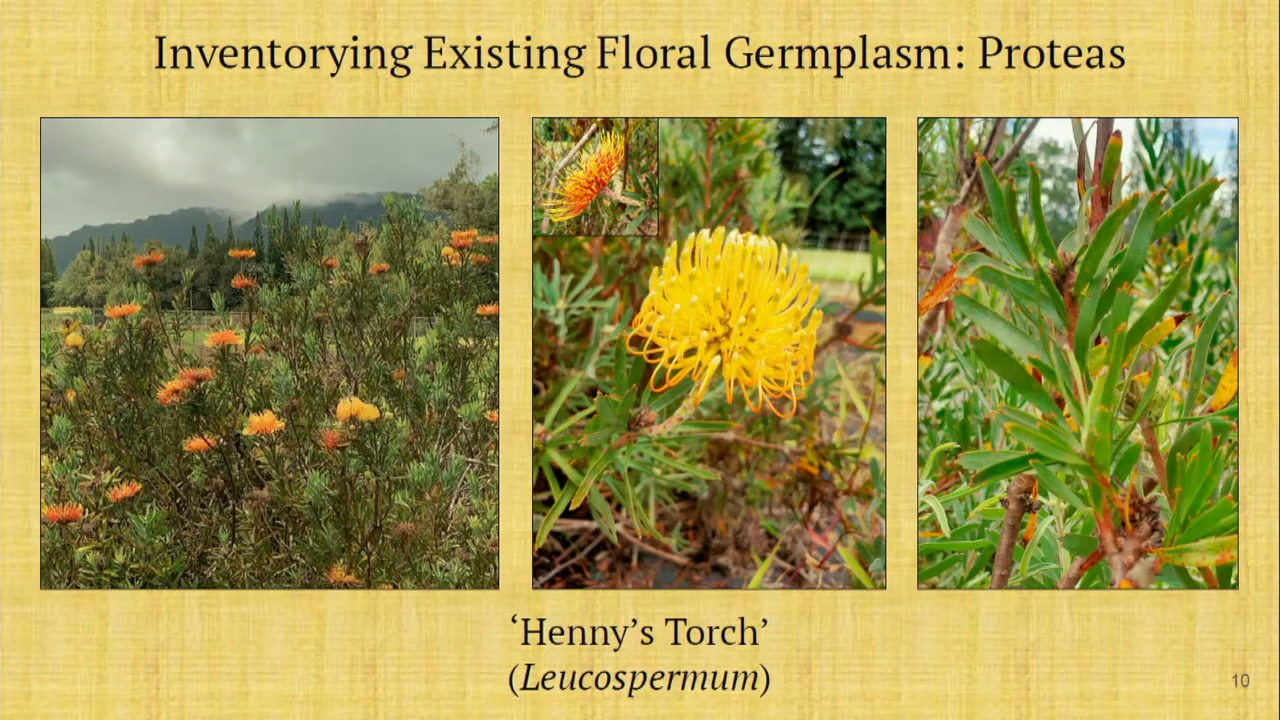 Inventorying Existing Floral Germplasm: Proteas
‘Henny’s Torch’
(Leucospermum)
10